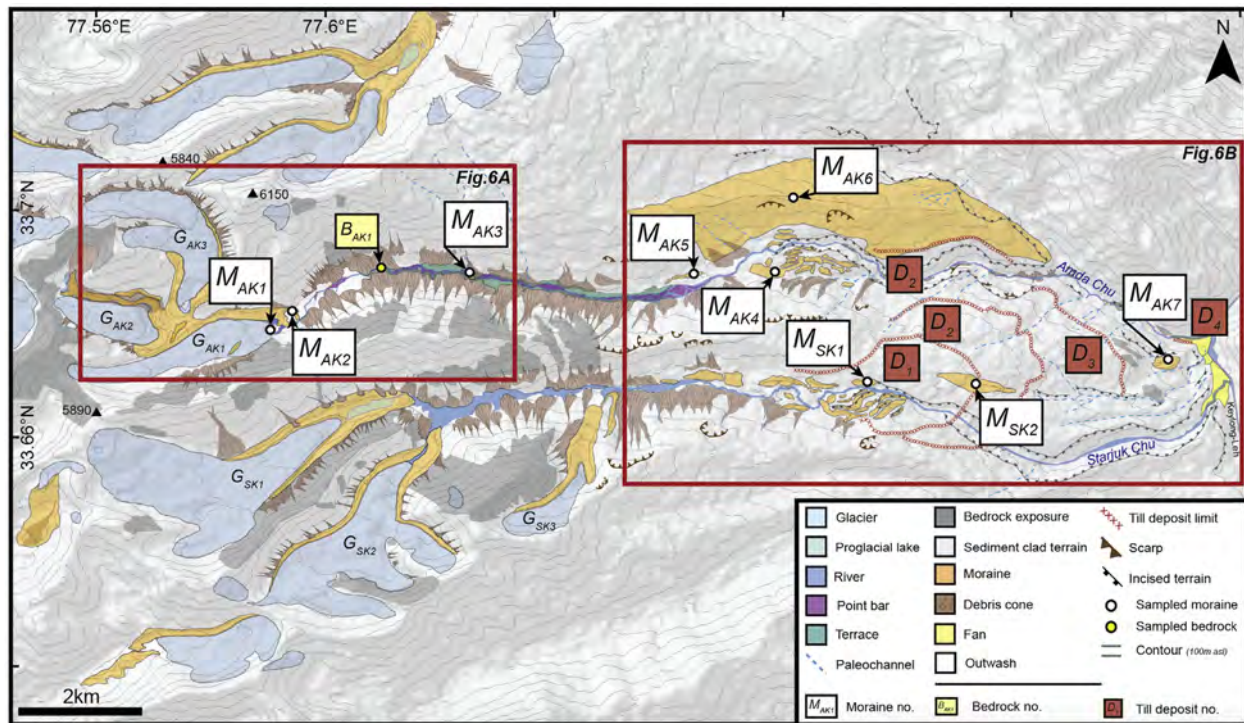 77.56°E
77.6°E
N
5840
Fig.6B
Fig.6A
6150
33.7°N
M_AK6
G_AK3
B_AK1
M_AK3
M_AK5
Amda Chu
M_AK1
D_2
G_AK2
M_AK7
D_4
G_AK1
M_AK4
D_2
M_AK2
M_SK1
D_1
D_3
5890
M_SK2
33.66°N
Starjuk Chu
G_SK1
G_SK3
G_SK2
Glacier
Bedrock exposure
Till deposit limit
Proglacial lake
Sediment clad terrain
Scarp
River
Moraine
Incised terrain
Point bar
Debris cone
Sampled moraine
Terrace
Fan
Sampled bedrock
Paleochannel
Outwash
Contour (100m asl)
2km
M_AK1 Moraine no.
B_AK1 Bedrock no.
Till deposit no.